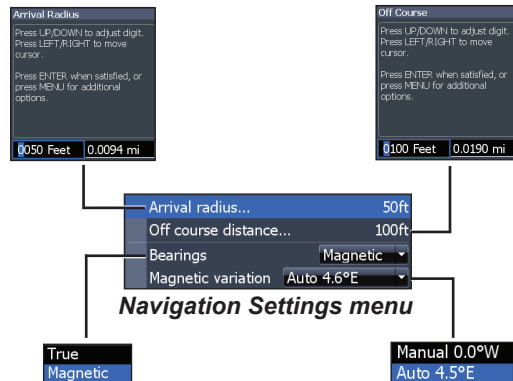 Arrival Radius
Press UP/DOWN to adjust digit.
Press LEFT/RIGHT to move
cursor.
Press ENTER when satisfied, or
press MENU for additional
options.
0050 Feet 0.0094 mi
Off Course
Press UP/DOWN to adjust digit.
Press LEFT/RIGHT to move
cursor.
Press ENTER when satisfied, or
press MENU for additional
options.
0100 Feet 0.0190 mi
Arrival radius... 50ft
Off course distance... 100ft
Bearings Magnetic
Magnetic variation Auto 4.6°E
Navigation Settings menu
True
Magnetic
Manual 0.0°W
Auto 4.5°E